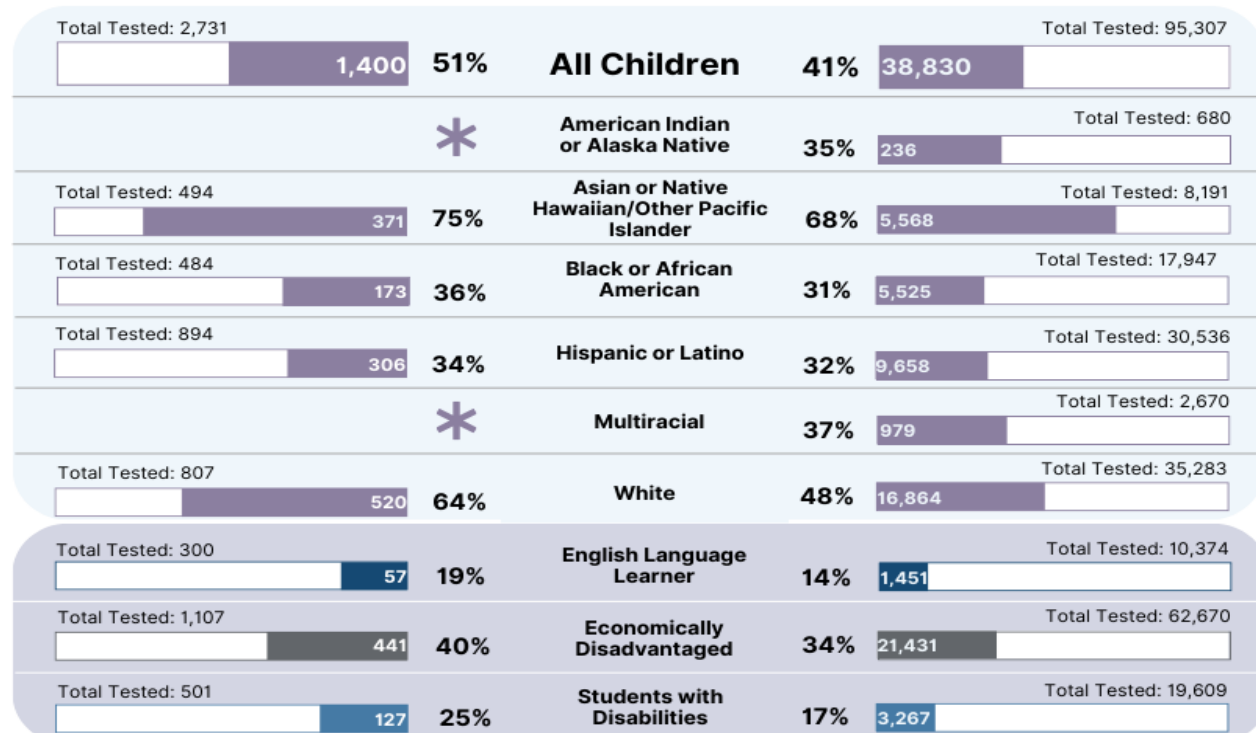 Total Tested: 2,731
Total Tested: 95,307
1,400 51% All Children 41% 38,830
Total Tested: 680
* American Indian
or Alaska Native 35% 236
Total Tested: 494
Asian or Native
Hawaiian/Other Pacific
Islander
Total Tested: 8,191
371 75% 68% 5,568
Total Tested: 484
Black or African
American
Total Tested: 17,947
173 36% 31% 5,525
Total Tested: 894
Total Tested: 30,536
306 34% Hispanic or Latino 32% 9,658
Total Tested: 2,670
* Multiracial 37% 979
Total Tested: 807
Total Tested: 35,283
520 64% White 48% 16,864
Total Tested: 300
English Language
Learner
Total Tested: 10,374
57 19% 14% 1,451
Total Tested: 1,107
Economically
Disadvantaged
Total Tested: 62,670
441 40% 34% 21,431
Total Tested: 501
Students with
Disabilities
Total Tested: 19,609
127 25% 17% 3,267